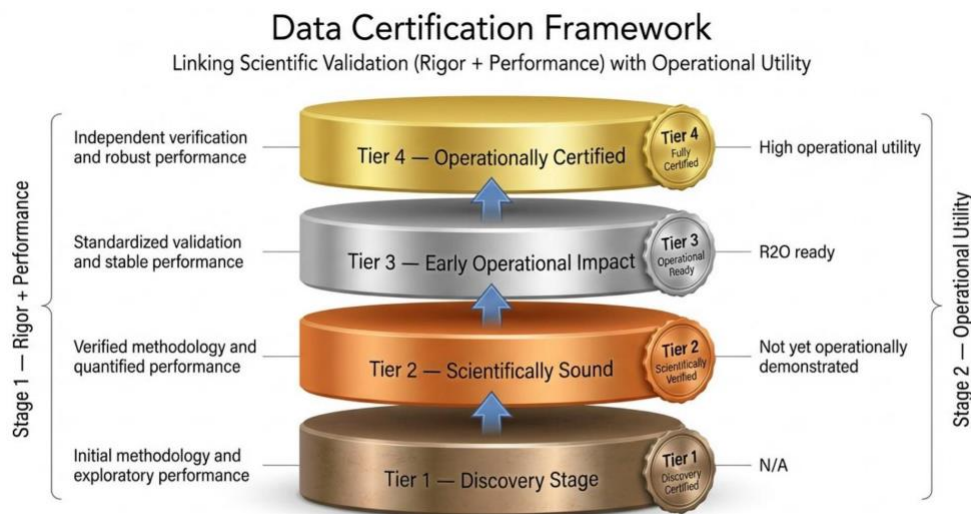 Data Certification Framework
Linking Scientific Validation (Rigor + Performance) with Operational Utility
Stage 1 — Rigor + Performance
Independent verification
and robust performance
Tier 4 — Operationally Certified
Tier 4
Fully
Certified
High operational utility
Standardized validation
and stable performance
Tier 3 — Early Operational Impact
Tier 3
Operational
Ready
R2O ready
Verified methodology and
quantified performance
Tier 2 — Scientifically Sound
Tier 2
Scientifically
Verified
Not yet operationally
demonstrated
Initial methodology and
exploratory performance
Tier 1 — Discovery Stage
Tier 1
Discovery
Certified
N/A
Stage 2 — Operational Utility